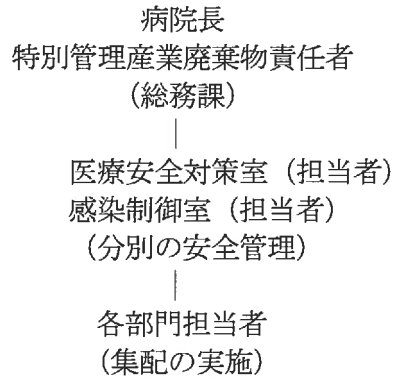 病院長
特別管理産業廃棄物責任者
（総務課）
医療安全対策室（担当者）
感染制御室（担当者）
（分別の安全管理）
各部門担当者
（集配の実施）